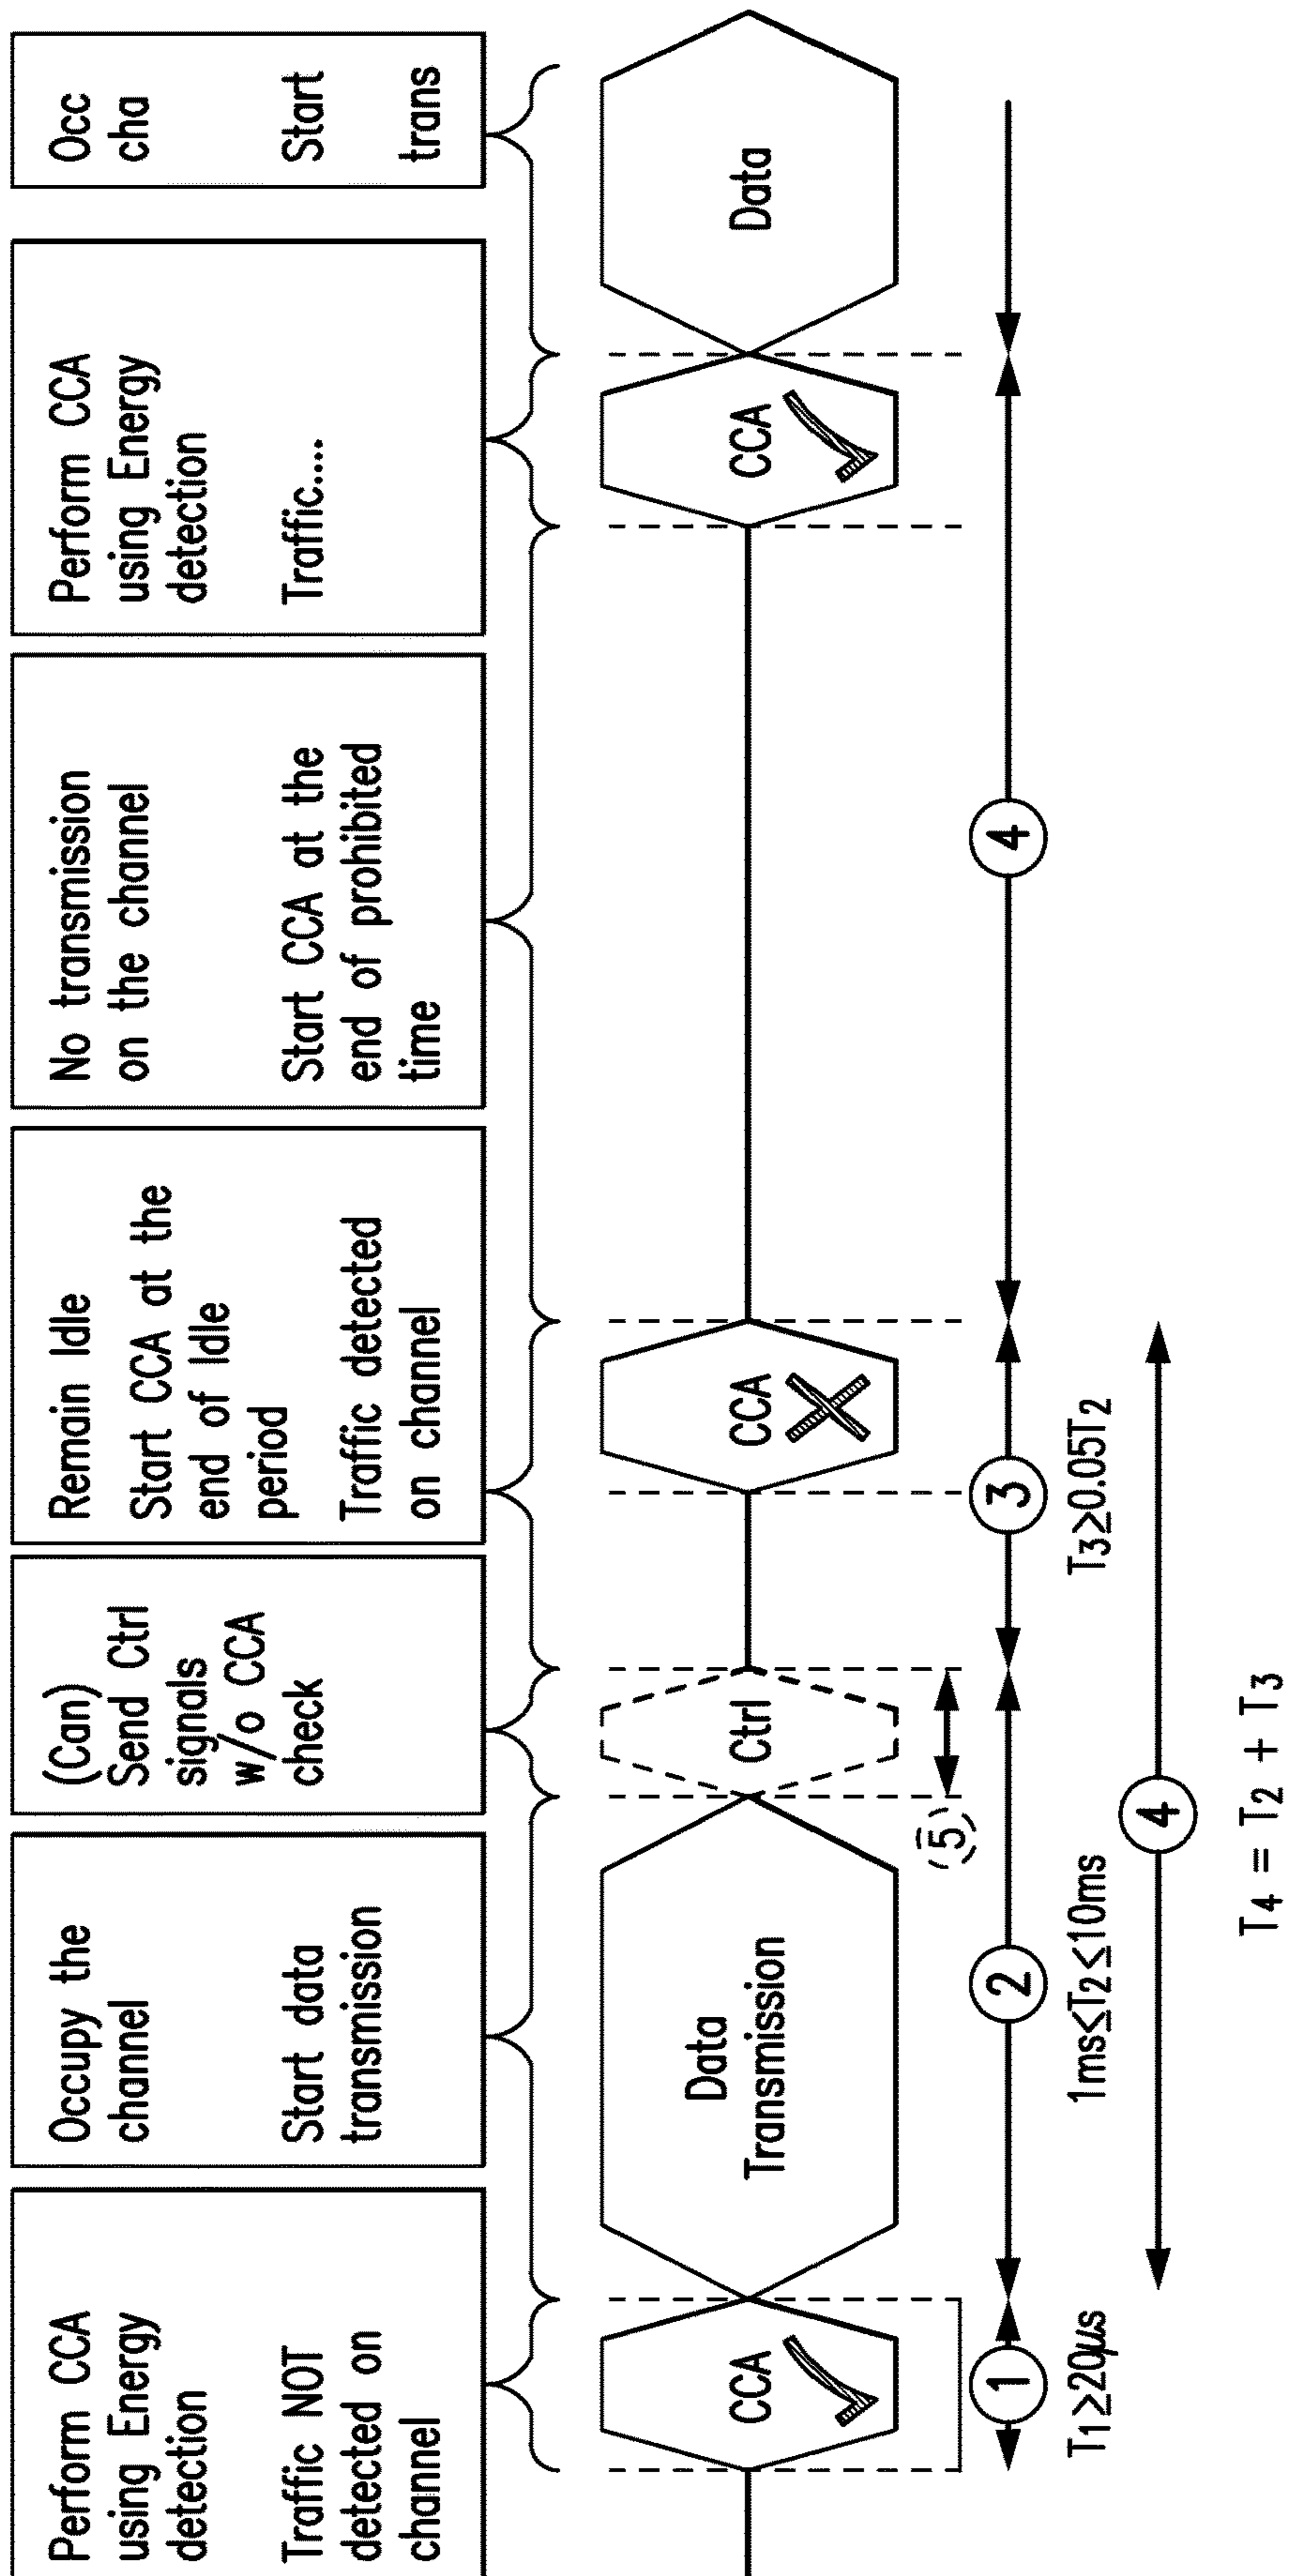 Perform CCA
using Energy
detection
Traffic NOT
detected on
channel
Occupy the
channel
Start data
transmission
(Can)
Send Ctrl
signals
w/o CCA
check
Remain Idle
Start CCA at the
end of Idle
period
Traffic detected
on channel
No transmission
on the channel
Start CCA at the
end of prohibited
time
Perform CCA
using Energy
detection
Traffic....
Occ
cha
Start
trans
CCA
Data
Transmission
Ctrl
CCA
CCA
Data
(5)
1
2
3
4
T1≥20μs
1ms≤T2≤10ms
T3≥0.05T2
4
T4 = T2 + T3